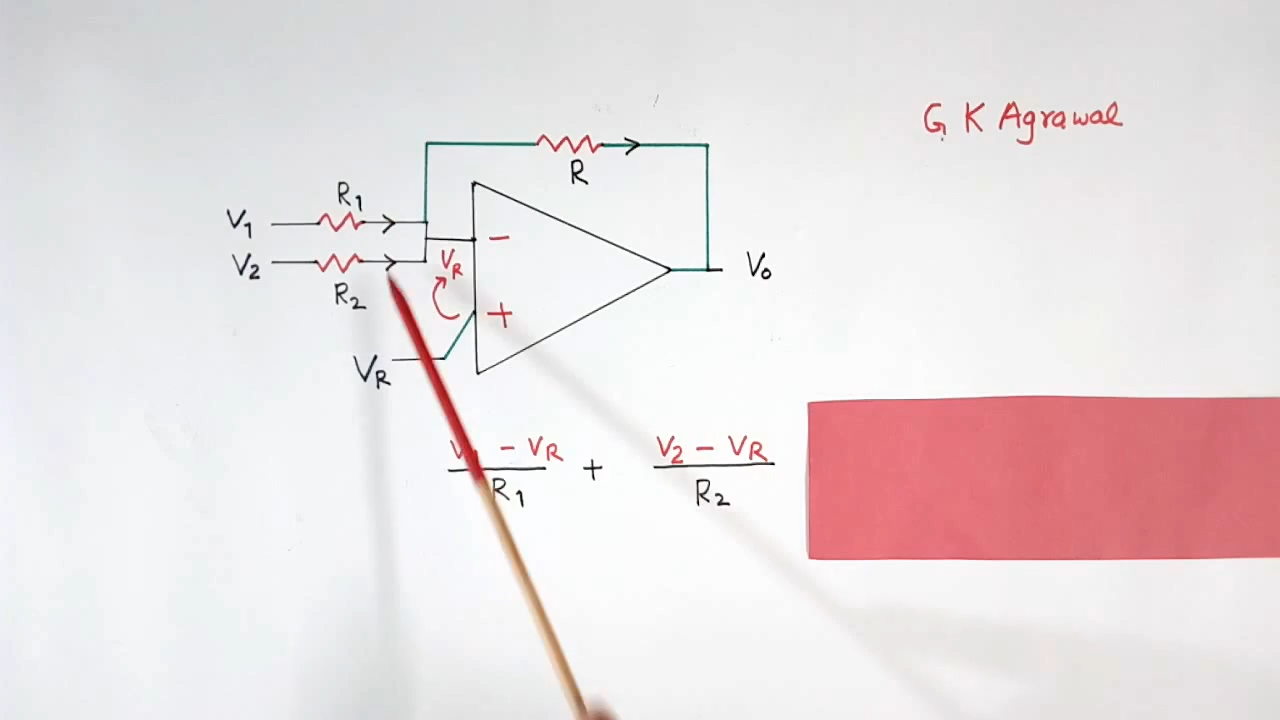 G K Agrawal
R
R1
V1
V2
R2
−
VR
+
V0
VR
− VR / R1 + V2 − VR / R2